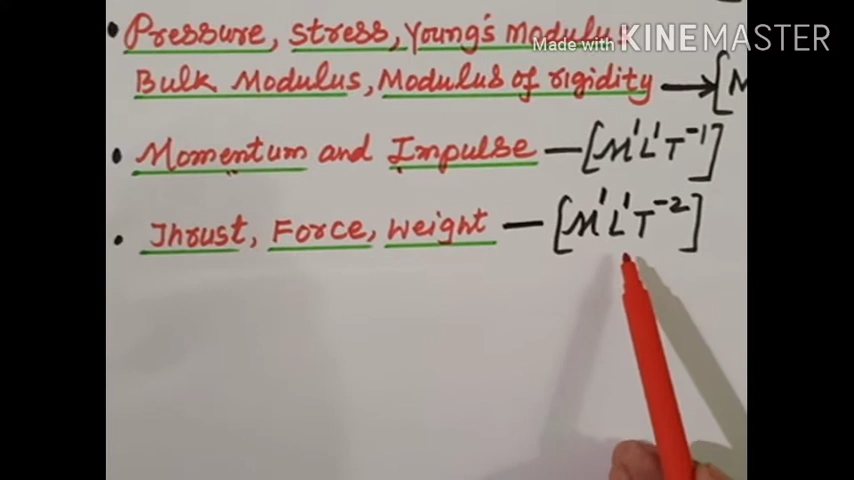 • Pressure, stress, Young's Modulus
Made with KINEMASTER
Bulk Modulus, Modulus of rigidity → [M
• Momentum and Impulse — [M¹L¹T⁻¹]
• Thrust, Force, Weight — [M¹L¹T⁻²]